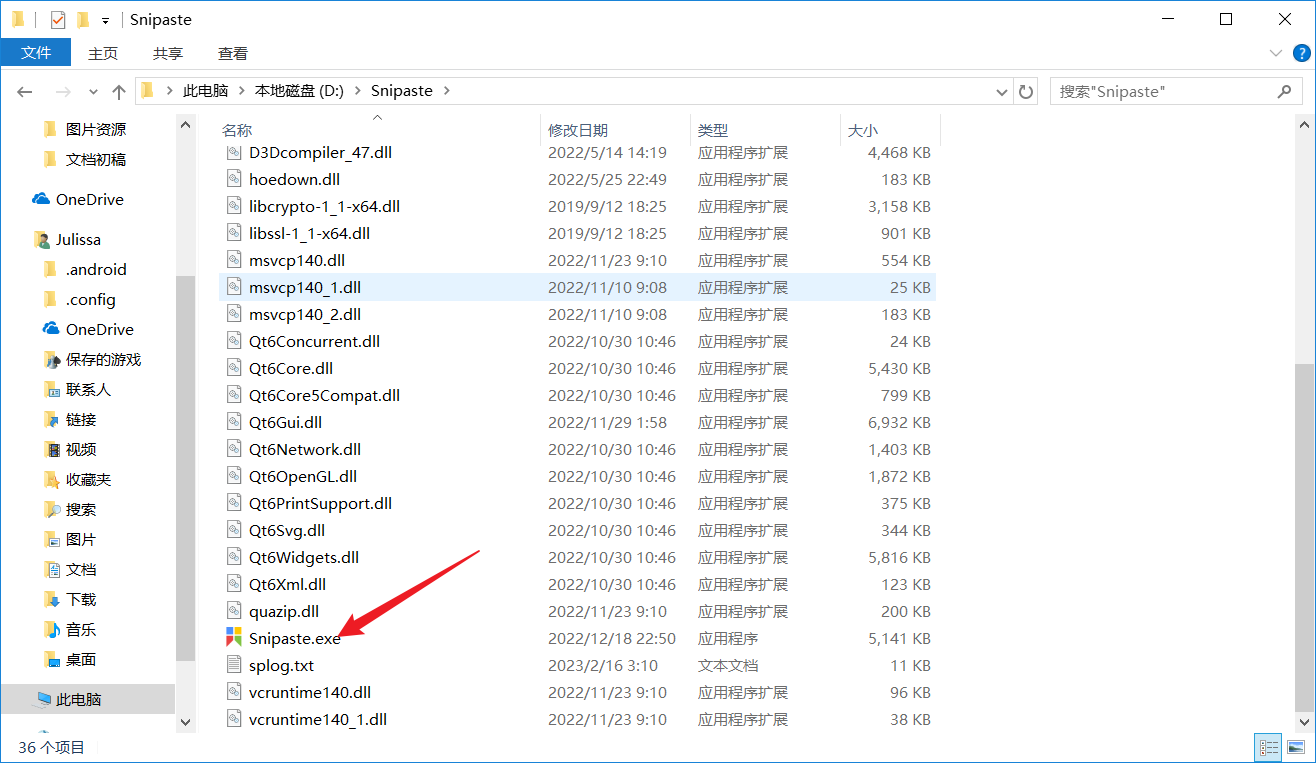 Snipaste
文件 主页 共享 查看
此电脑 本地磁盘 (D:) Snipaste 搜索"Snipaste"
图片资源
文档初稿
OneDrive
Julissa
.android
.config
OneDrive
保存的游戏
联系人
链接
视频
收藏夹
搜索
图片
文档
下载
音乐
桌面
此电脑
名称 修改日期 类型 大小
D3Dcompiler_47.dll 2022/5/14 14:19 应用程序扩展 4,468 KB
hoedown.dll 2022/5/25 22:49 应用程序扩展 183 KB
libcrypto-1_1-x64.dll 2019/9/12 18:25 应用程序扩展 3,158 KB
libssl-1_1-x64.dll 2019/9/12 18:25 应用程序扩展 901 KB
msvcp140.dll 2022/11/23 9:10 应用程序扩展 554 KB
msvcp140_1.dll 2022/11/10 9:08 应用程序扩展 25 KB
msvcp140_2.dll 2022/11/10 9:08 应用程序扩展 183 KB
Qt6Concurrent.dll 2022/10/30 10:46 应用程序扩展 24 KB
Qt6Core.dll 2022/10/30 10:46 应用程序扩展 5,430 KB
Qt6Core5Compat.dll 2022/10/30 10:46 应用程序扩展 799 KB
Qt6Gui.dll 2022/11/29 1:58 应用程序扩展 6,932 KB
Qt6Network.dll 2022/10/30 10:46 应用程序扩展 1,403 KB
Qt6OpenGL.dll 2022/10/30 10:46 应用程序扩展 1,872 KB
Qt6PrintSupport.dll 2022/10/30 10:46 应用程序扩展 375 KB
Qt6Svg.dll 2022/10/30 10:46 应用程序扩展 344 KB
Qt6Widgets.dll 2022/10/30 10:46 应用程序扩展 5,816 KB
Qt6Xml.dll 2022/10/30 10:46 应用程序扩展 123 KB
quazip.dll 2022/11/23 9:10 应用程序扩展 200 KB
Snipaste.exe 2022/12/18 22:50 应用程序 5,141 KB
splog.txt 2023/2/16 3:10 文本文档 11 KB
vcruntime140.dll 2022/11/23 9:10 应用程序扩展 96 KB
vcruntime140_1.dll 2022/11/23 9:10 应用程序扩展 38 KB
36 个项目